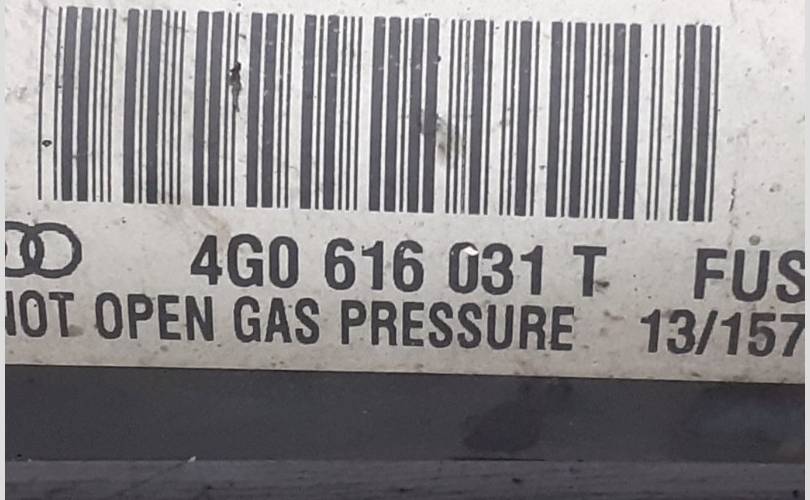 4G0 616 031 T FUS
NOT OPEN GAS PRESSURE 13/157